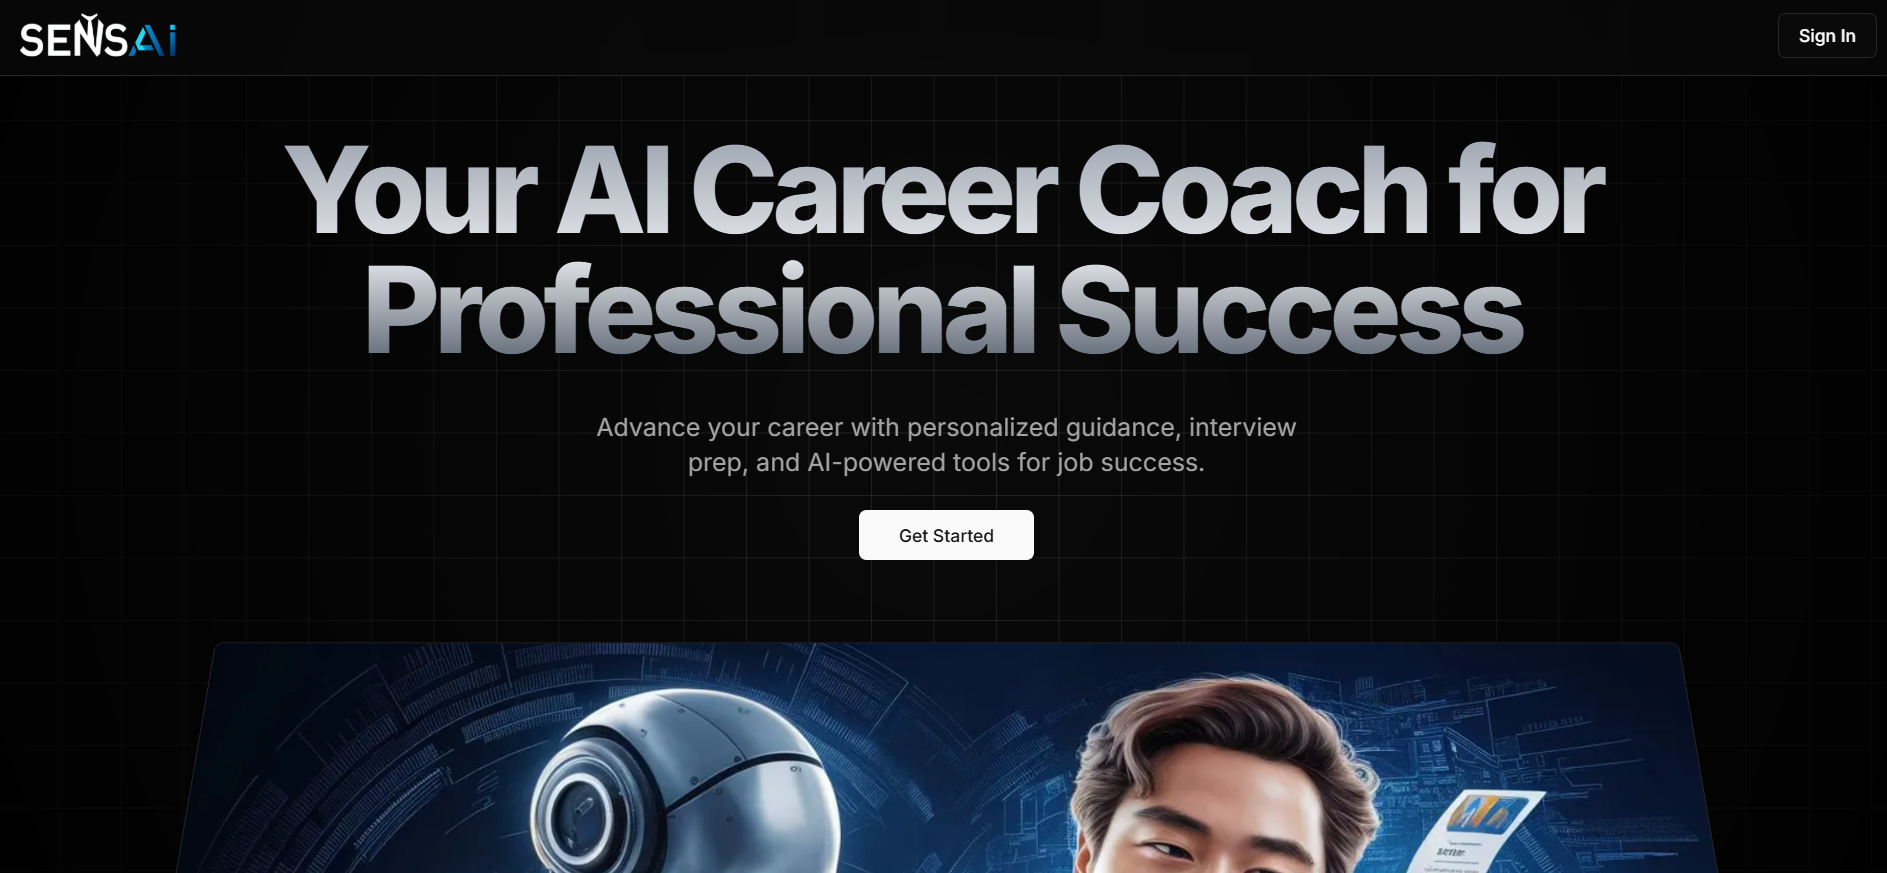 SENSAi
Sign In
Your AI Career Coach for
Professional Success
Advance your career with personalized guidance, interview
prep, and AI-powered tools for job success.
Get Started